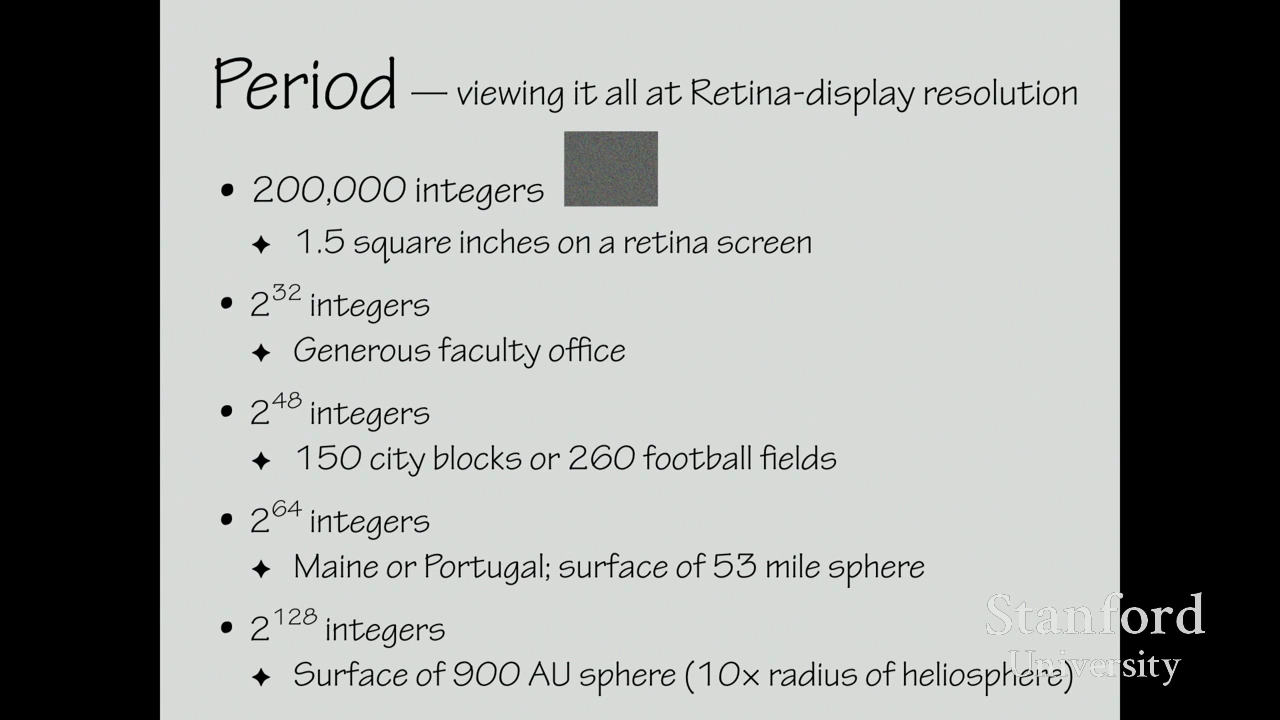 Period — viewing it all at Retina-display resolution
• 200,000 integers
✦ 1.5 square inches on a retina screen
• 2³² integers
✦ Generous faculty office
• 2⁴⁸ integers
✦ 150 city blocks or 260 football fields
• 2⁶⁴ integers
✦ Maine or Portugal; surface of 53 mile sphere
• 2¹²⁸ integers
✦ Surface of 900 AU sphere (10x radius of heliosphere)
Stanford
University